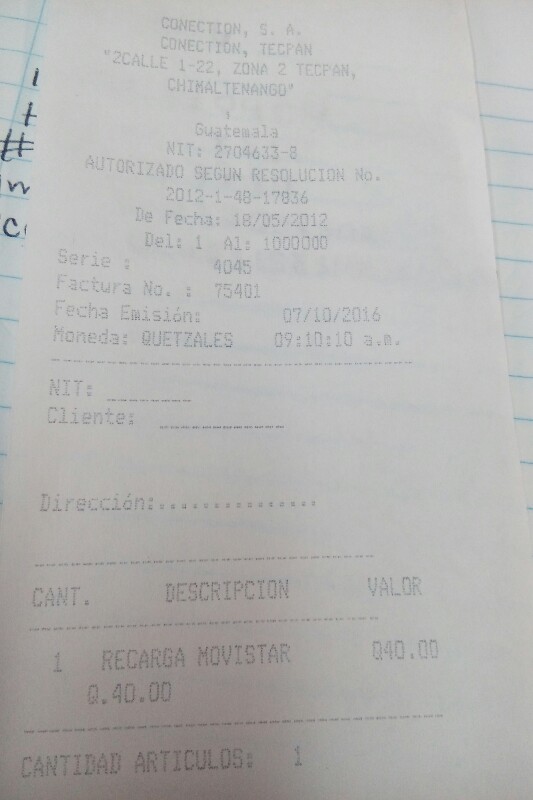 CONECTION, S. A.
CONECTION, TECPAN
"2CALLE 1-22, ZONA 2 TECPAN,
CHIMALTENANGO"
,
Guatemala
NIT: 2704633-8
AUTORIZADO SEGUN RESOLUCION No.
2012-1-48-17836
De Fecha: 18/05/2012
Del: 1 Al: 1000000
Serie : 4045
Factura No. : 75401
Fecha Emisión: 07/10/2016
Moneda: QUETZALES 09:10:10 a.m.
NIT: ________
Cliente: ____________
Dirección:................
CANT. DESCRIPCION VALOR
1 RECARGA MOVISTAR Q40.00
Q.40.00
CANTIDAD ARTICULOS: 1